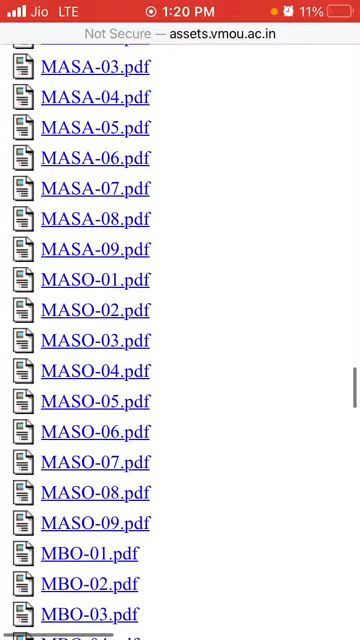 Jio LTE 1:20 PM 11%
Not Secure — assets.vmou.ac.in
MASA-03.pdf
MASA-04.pdf
MASA-05.pdf
MASA-06.pdf
MASA-07.pdf
MASA-08.pdf
MASA-09.pdf
MASO-01.pdf
MASO-02.pdf
MASO-03.pdf
MASO-04.pdf
MASO-05.pdf
MASO-06.pdf
MASO-07.pdf
MASO-08.pdf
MASO-09.pdf
MBO-01.pdf
MBO-02.pdf
MBO-03.pdf
MBO-04.pdf